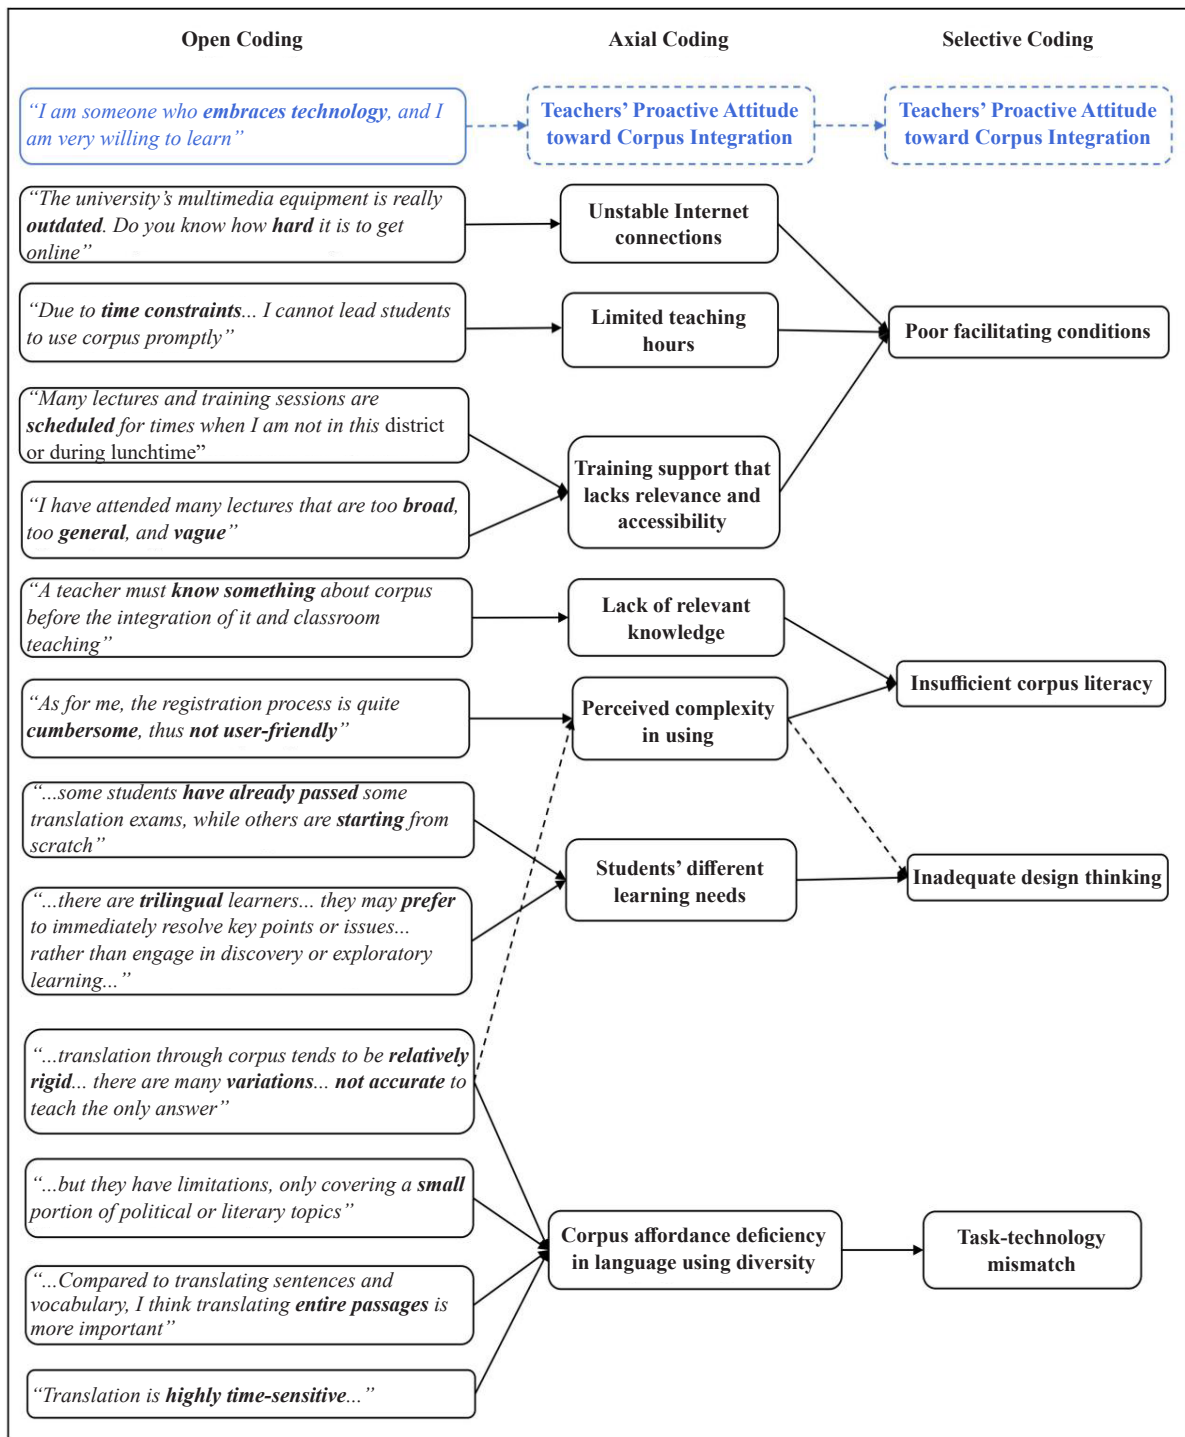 Open Coding
Axial Coding
Selective Coding
“I am someone who embraces technology, and I
am very willing to learn”
Teachers’ Proactive Attitude
toward Corpus Integration
Teachers’ Proactive Attitude
toward Corpus Integration
“The university’s multimedia equipment is really
outdated. Do you know how hard it is to get
online”
Unstable Internet
connections
“Due to time constraints... I cannot lead students
to use corpus promptly”
Limited teaching
hours
Poor facilitating conditions
“Many lectures and training sessions are
scheduled for times when I am not in this district
or during lunchtime”
“I have attended many lectures that are too broad,
too general, and vague”
Training support that
lacks relevance and
accessibility
“A teacher must know something about corpus
before the integration of it and classroom
teaching”
Lack of relevant
knowledge
“As for me, the registration process is quite
cumbersome, thus not user-friendly”
Perceived complexity
in using
Insufficient corpus literacy
“...some students have already passed some
translation exams, while others are starting from
scratch”
“...there are trilingual learners... they may prefer
to immediately resolve key points or issues...
rather than engage in discovery or exploratory
learning...”
Students’ different
learning needs
Inadequate design thinking
“...translation through corpus tends to be relatively
rigid... there are many variations... not accurate to
teach the only answer”
“...but they have limitations, only covering a small
portion of political or literary topics”
“...Compared to translating sentences and
vocabulary, I think translating entire passages is
more important”
“Translation is highly time-sensitive...”
Corpus affordance deficiency
in language using diversity
Task-technology
mismatch